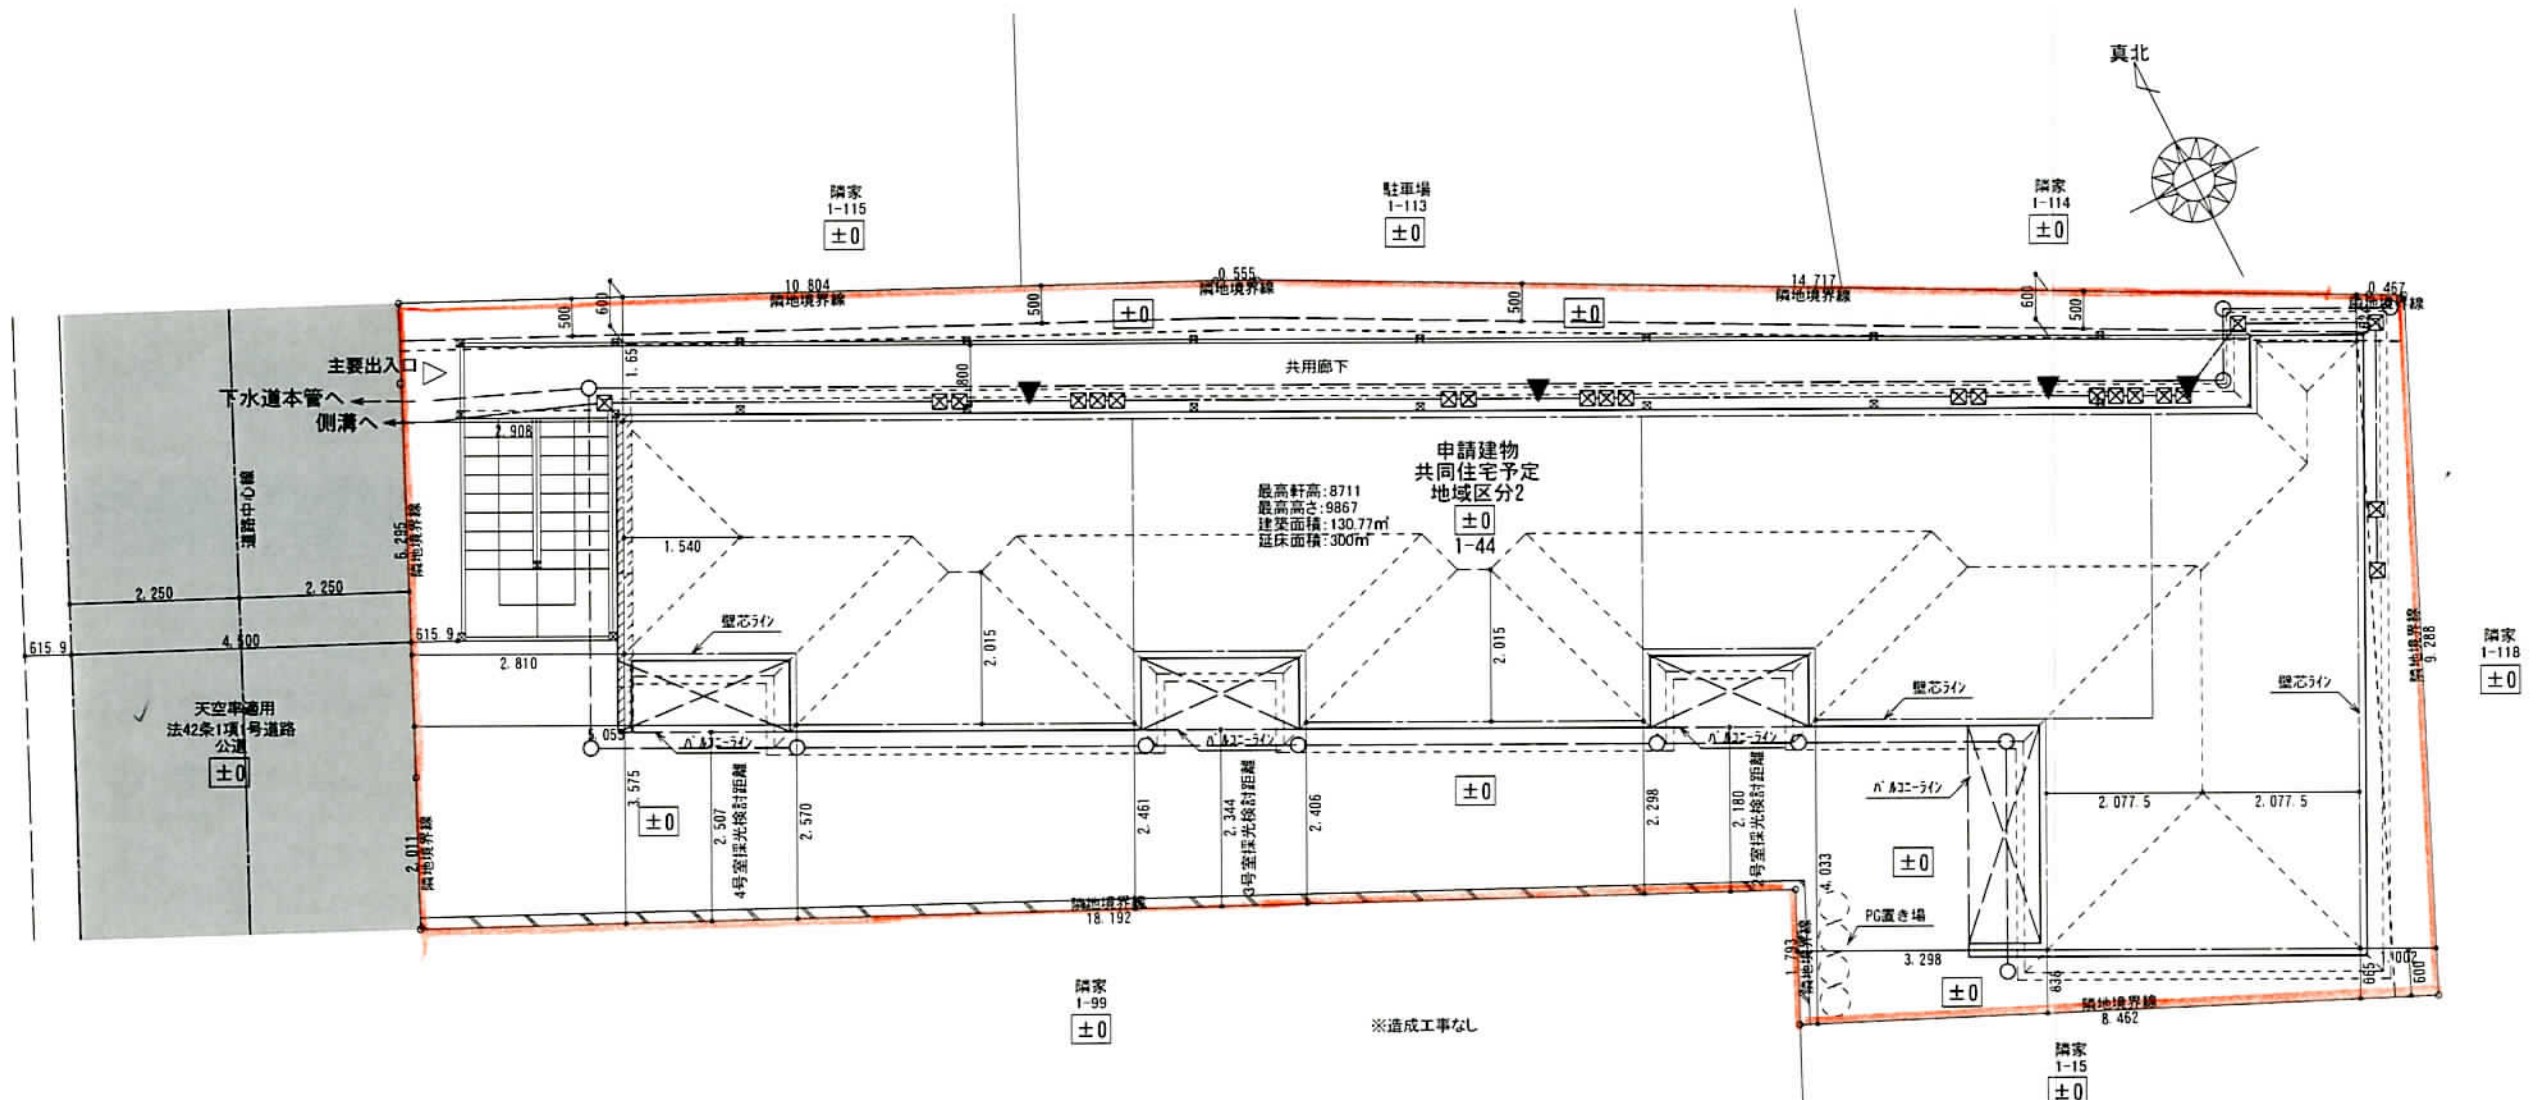 真北
隣家
1-115
±0
駐車場
1-113
±0
隣家
1-114
±0
10.804
隣地境界線
0.555
隣地境界線
14.717
隣地境界線
0.467
隣地境界線
500
600
500
±0
500
±0
600
500
主要出入口
下水道本管へ
側溝へ
1.65
800
共用廊下
2.908
道路中心線
6.295
隣地境界線
申請建物
共同住宅予定
地域区分2
±0
1-44
最高軒高:8711
最高高さ:9867
建築面積:130.77㎡
延床面積:300㎡
1.540
2.250
2.250
615.9
4.500
615.9
2.810
壁芯ライン
2.015
2.015
壁芯ライン
壁芯ライン
隣地境界線
9.288
隣家
1-118
±0
天空率適用
法42条1項1号道路
公道
±0
5.055
バルコニーライン
バルコニーライン
バルコニーライン
バルコニーライン
2.011
隣地境界線
3.575
±0
2.507
4号室採光検討距離
2.570
2.461
2.344
3号室採光検討距離
2.406
±0
2.298
2.180
2号室採光検討距離
4.033
±0
2.077.5
2.077.5
隣地境界線
18.192
1.793
隣地境界線
PG置き場
3.298
836
±0
665
1.002
600
隣地境界線
8.462
隣家
1-99
±0
※造成工事なし
隣家
1-15
±0